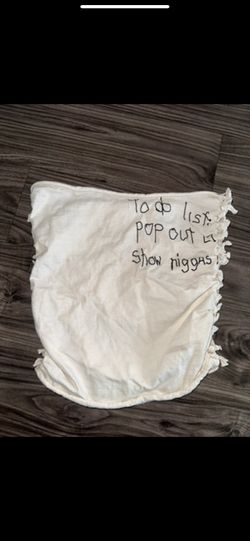 To do list:
POP OUT &
Show niggas